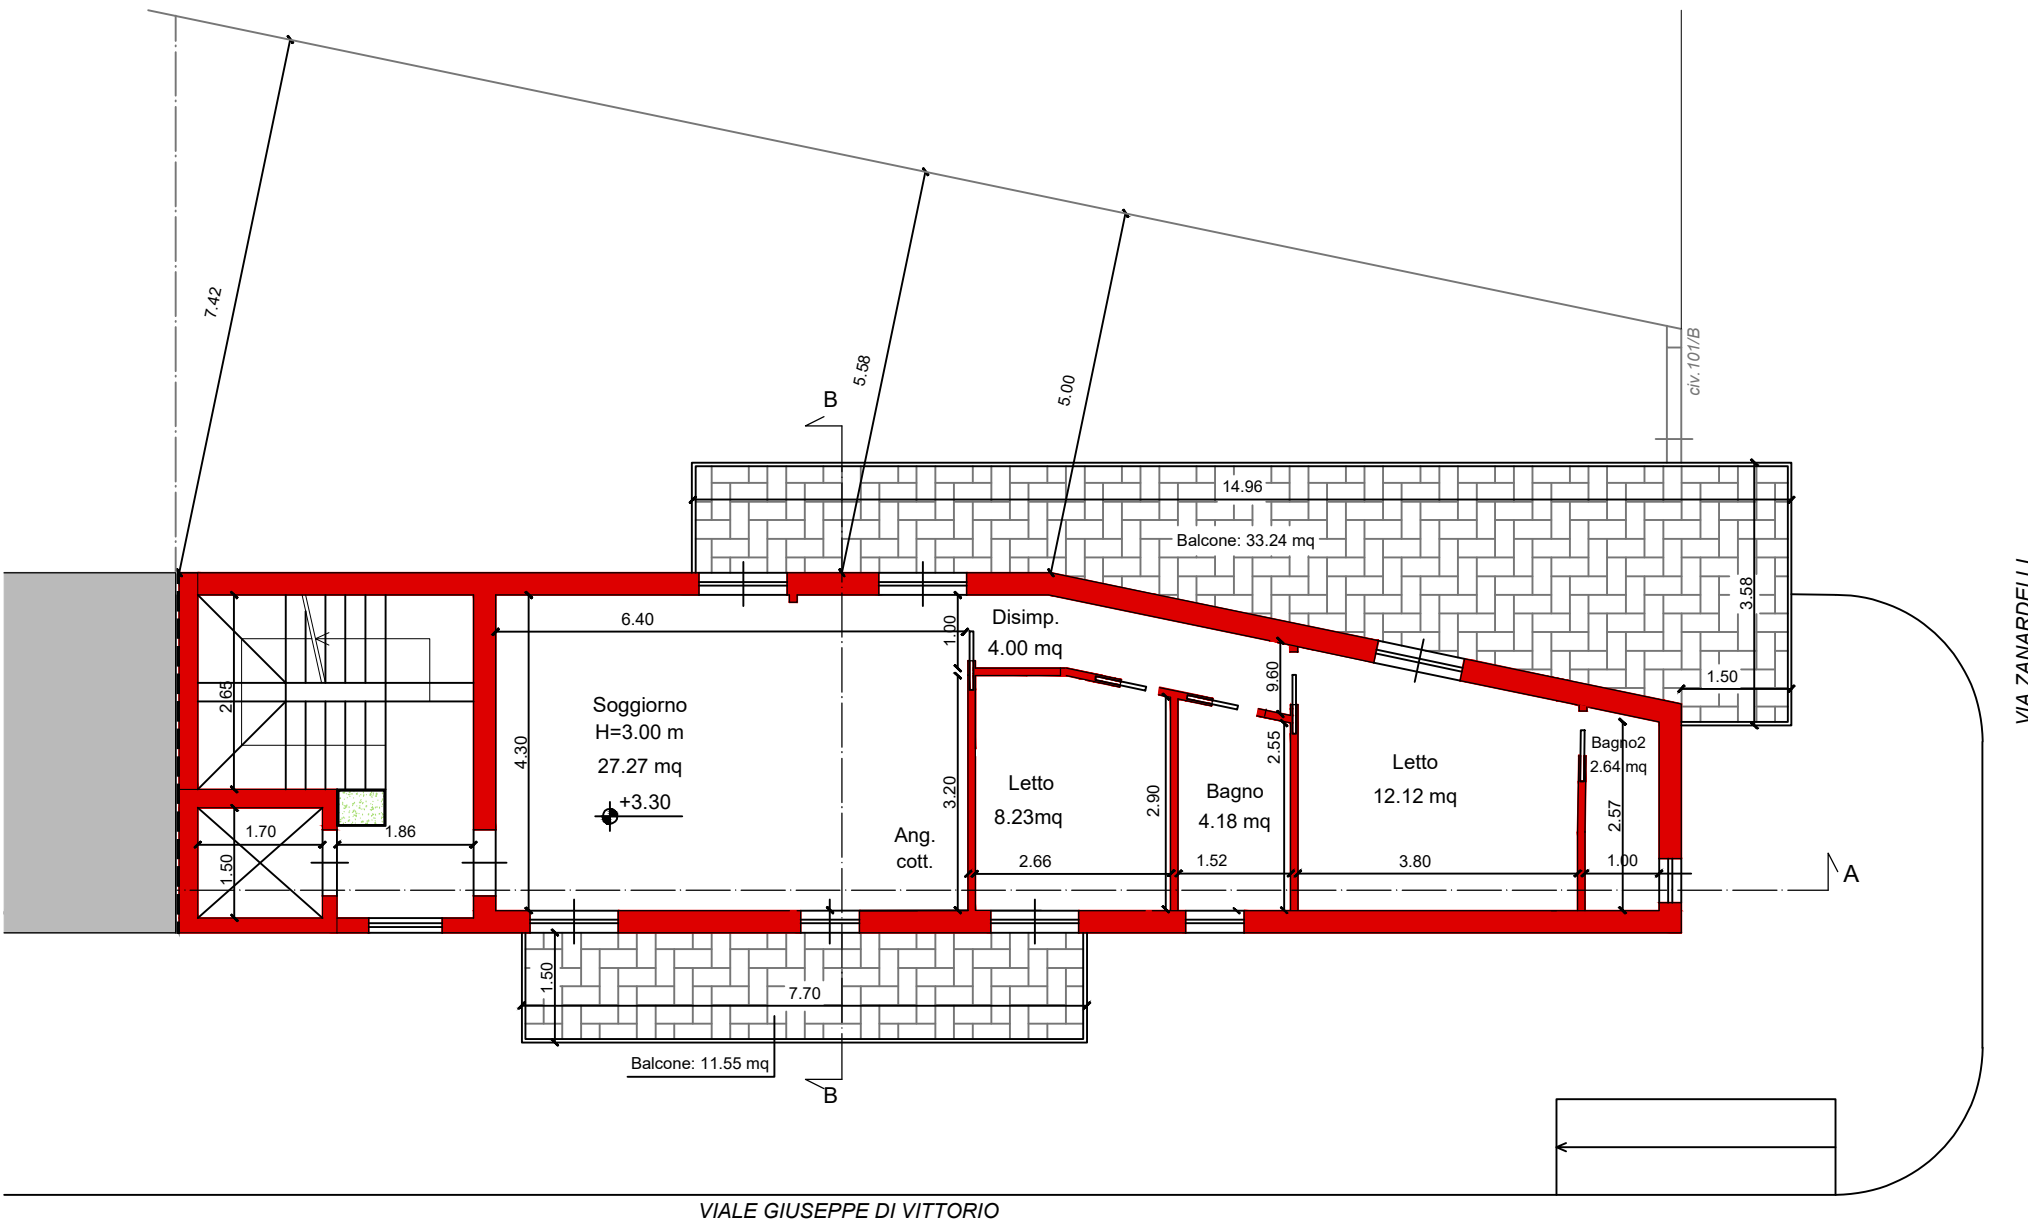 7.42
5.58
5.00
civ.101/B
B
14.96
Balcone: 33.24 mq
3.58
1.50
VIA ZANARDELLI
6.40
1.00
Disimp.
4.00 mq
9.60
2.65
Soggiorno
H=3.00 m
27.27 mq
+3.30
4.30
3.20
Ang.
cott.
Letto
8.23mq
2.90
2.66
Bagno
4.18 mq
2.55
1.52
Letto
12.12 mq
3.80
Bagno2
2.64 mq
2.57
1.00
1.70
1.86
1.50
A
1.50
7.70
Balcone: 11.55 mq
B
VIALE GIUSEPPE DI VITTORIO